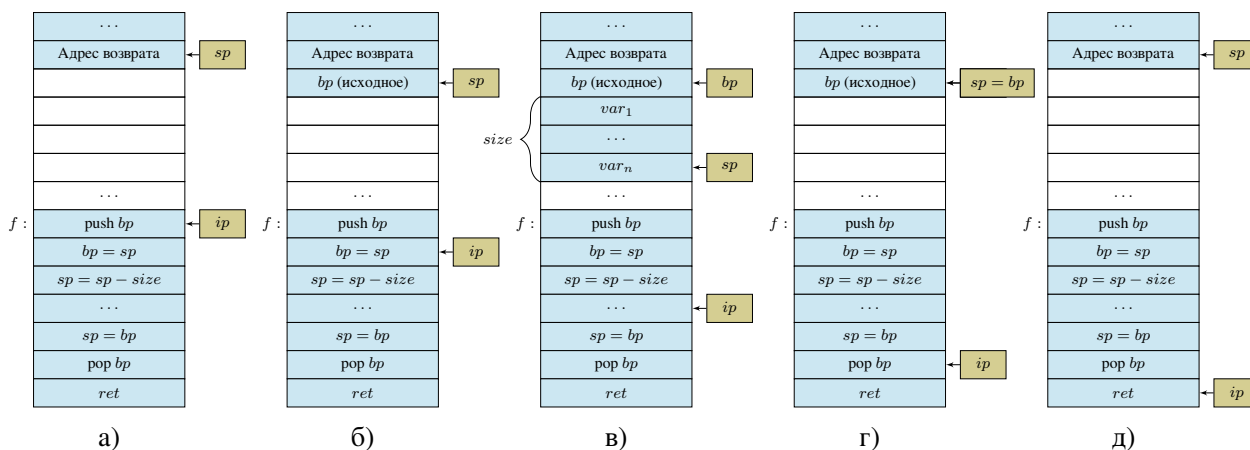 ...
Адрес возврата
sp
...
f :
push bp
ip
bp = sp
sp = sp − size
...
sp = bp
pop bp
ret
а)
...
Адрес возврата
bp (исходное)
sp
...
f :
push bp
bp = sp
ip
sp = sp − size
...
sp = bp
pop bp
ret
б)
...
Адрес возврата
bp (исходное)
bp
var1
size
...
varn
sp
...
f :
push bp
bp = sp
sp = sp − size
...
ip
sp = bp
pop bp
ret
в)
...
Адрес возврата
bp (исходное)
sp = bp
...
f :
push bp
bp = sp
sp = sp − size
...
sp = bp
pop bp
ip
ret
г)
...
Адрес возврата
sp
...
f :
push bp
bp = sp
sp = sp − size
...
sp = bp
pop bp
ret
ip
д)